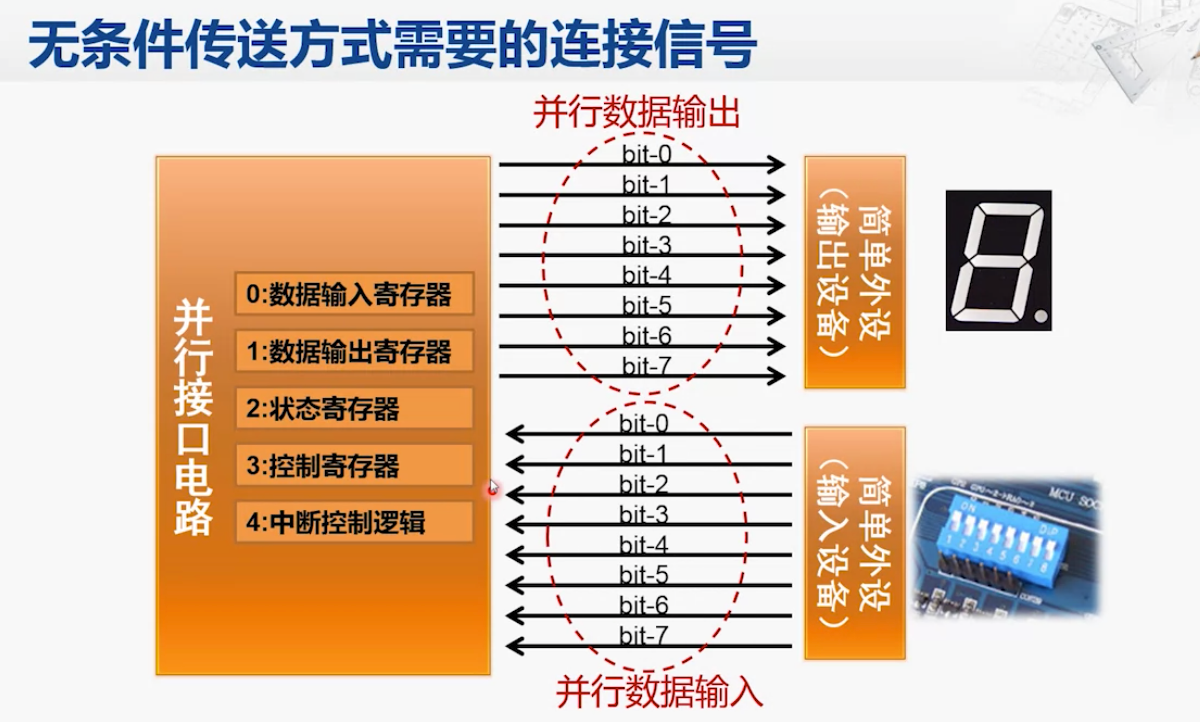 无条件传送方式需要的连接信号
并行数据输出
bit-0
bit-1
bit-2
bit-3
bit-4
bit-5
bit-6
bit-7
并行接口电路
0:数据输入寄存器
1:数据输出寄存器
2:状态寄存器
3:控制寄存器
4:中断控制逻辑
简单外设
（输出设备）
bit-0
bit-1
bit-2
bit-3
bit-4
bit-5
bit-6
bit-7
并行数据输入
简单外设
（输入设备）
MCU SOC
ON
DIP
1 2 3 4 5 6 7 8